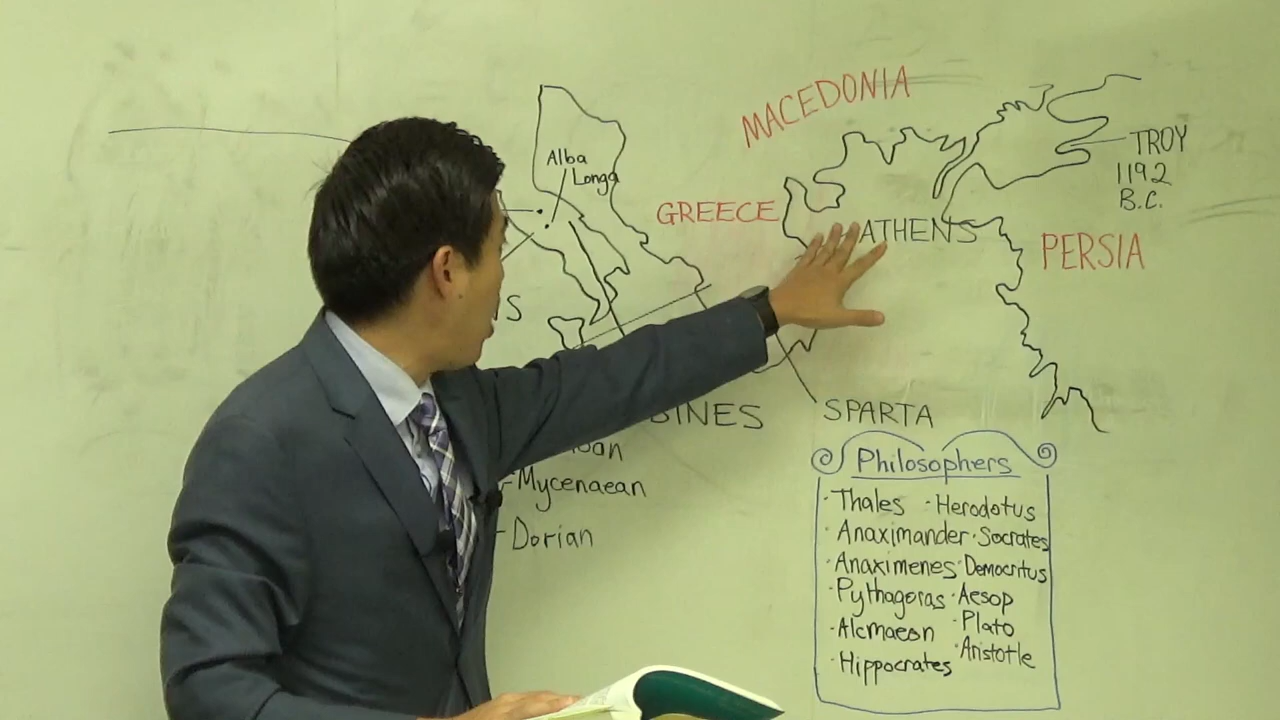 MACEDONIA
TROY
1192
B.C.
Alba
Longa
GREECE
ATHENS
PERSIA
SPARTA
Philosophers
·Thales ·Herodotus
·Anaximander ·Socrates
·Anaximenes ·Democritus
·Pythagoras ·Aesop
·Alcmaeon ·Plato
·Hippocrates ·Aristotle
-Mycenaean
-Dorian